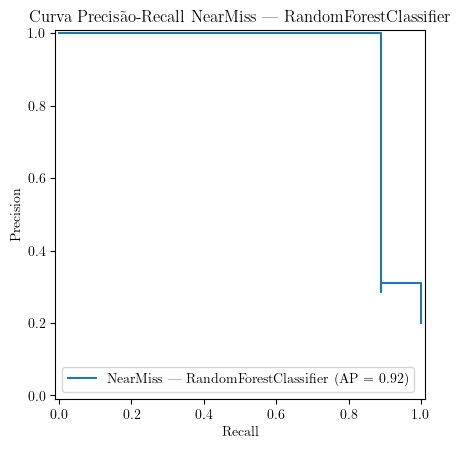 Curva Precisão-Recall NearMiss — RandomForestClassifier
1.0
0.8
0.6
0.4
0.2
0.0
Precision
NearMiss — RandomForestClassifier (AP = 0.92)
0.0 0.2 0.4 0.6 0.8 1.0
Recall